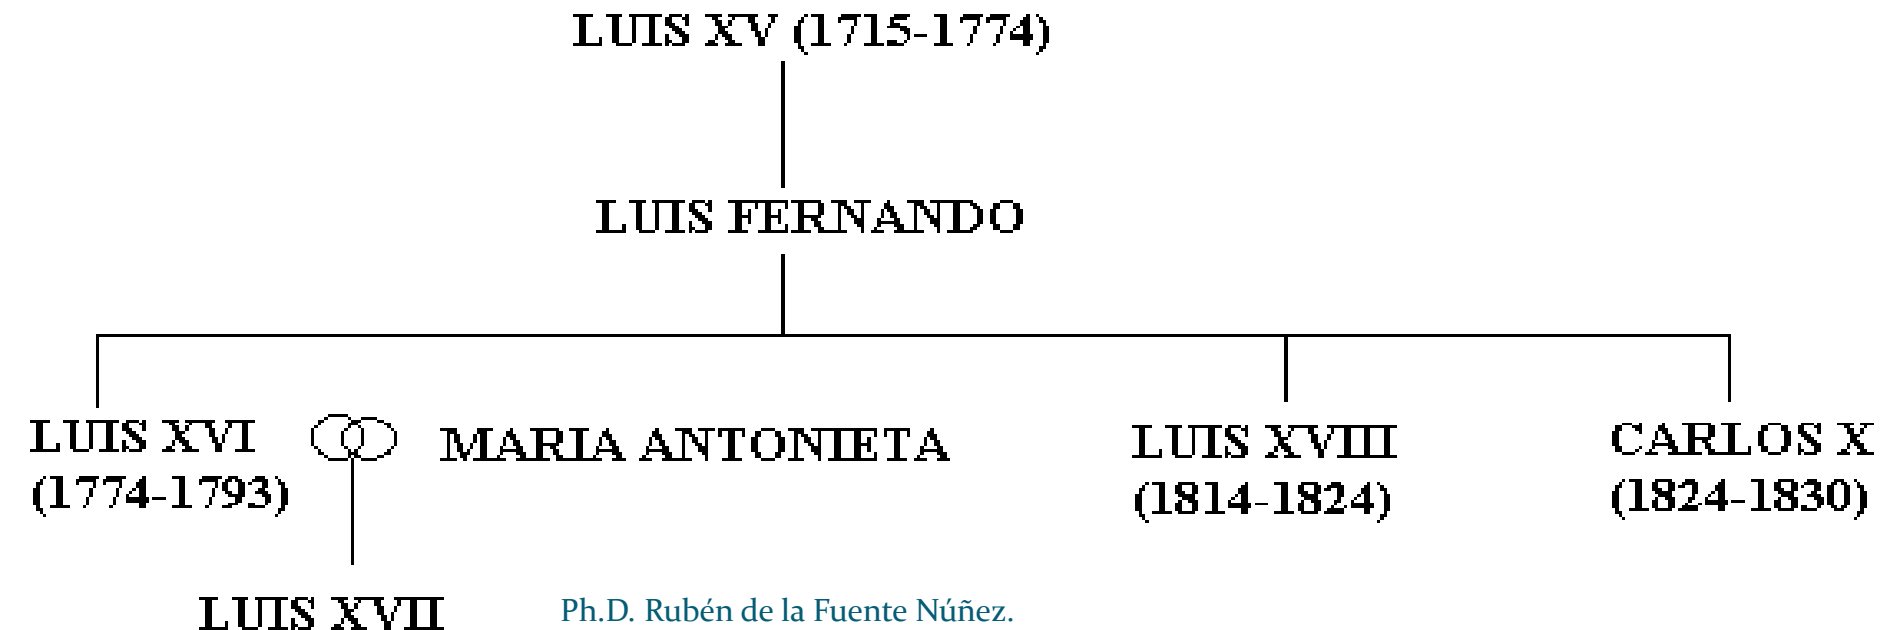 LUIS XV (1715-1774)
LUIS FERNANDO
LUIS XVI
(1774-1793)
MARIA ANTONIETA
LUIS XVIII
(1814-1824)
CARLOS X
(1824-1830)
LUIS XVII
Ph.D. Rubén de la Fuente Núñez.